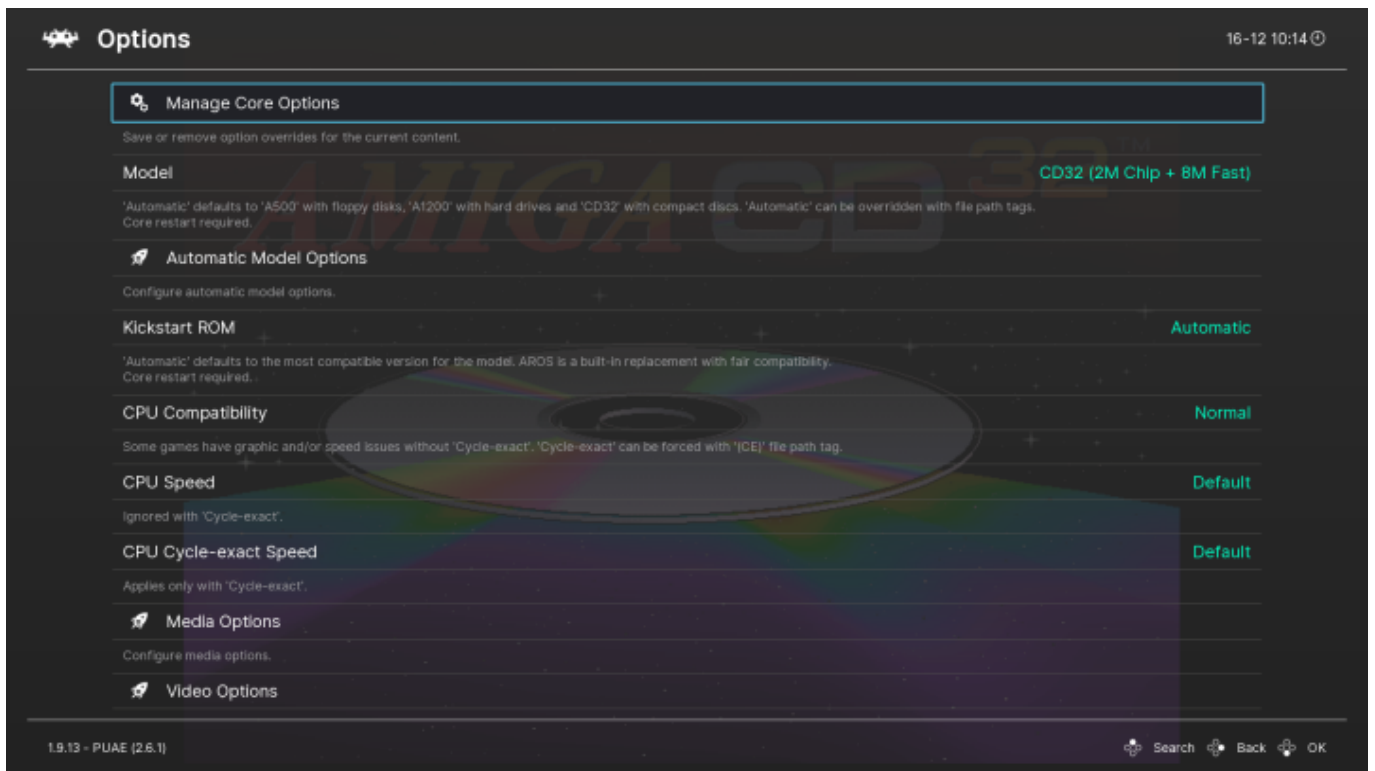 Options
16-12 10:14
Manage Core Options
Save or remove option overrides for the current content.
Model
CD32 (2M Chip + 8M Fast)
'Automatic' defaults to 'A500' with floppy disks, 'A1200' with hard drives and 'CD32' with compact discs. 'Automatic' can be overridden with file path tags.
Core restart required.
AMIGA CD 32 TM
Automatic Model Options
Configure automatic model options.
Kickstart ROM
Automatic
'Automatic' defaults to the most compatible version for the model. AROS is a built-in replacement with fair compatibility.
Core restart required.
CPU Compatibility
Normal
Some games have graphic and/or speed issues without 'Cycle-exact'. 'Cycle-exact' can be forced with '(CE)' file path tag.
CPU Speed
Default
Ignored with 'Cycle-exact'.
CPU Cycle-exact Speed
Default
Applies only with 'Cycle-exact'.
Media Options
Configure media options.
Video Options
1.9.13 - PUAE (2.6.1)
Search
Back
OK